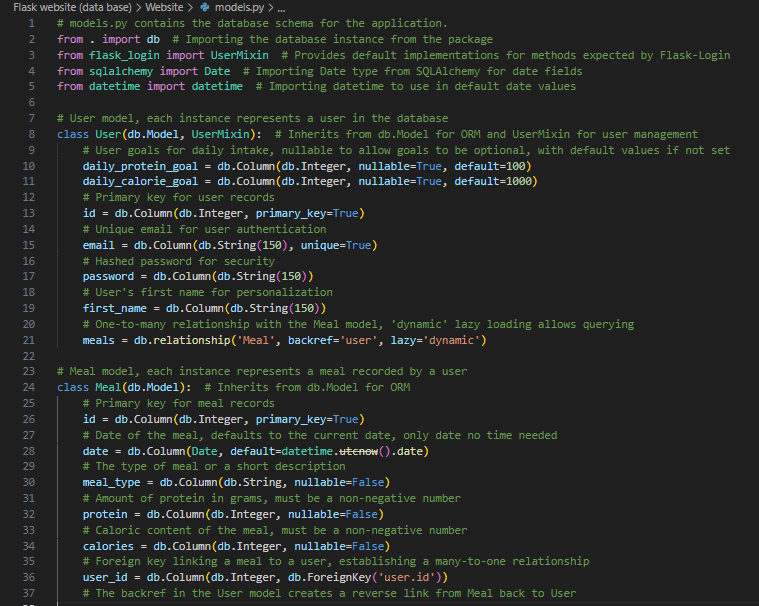 Flask website (data base) > Website > models.py > ...
1 # models.py contains the database schema for the application.
2 from . import db # Importing the database instance from the package
3 from flask_login import UserMixin # Provides default implementations for methods expected by Flask-Login
4 from sqlalchemy import Date # Importing Date type from SQLAlchemy for date fields
5 from datetime import datetime # Importing datetime to use in default date values
6
7 # User model, each instance represents a user in the database
8 class User(db.Model, UserMixin): # Inherits from db.Model for ORM and UserMixin for user management
9 # User goals for daily intake, nullable to allow goals to be optional, with default values if not set
10 daily_protein_goal = db.Column(db.Integer, nullable=True, default=100)
11 daily_calorie_goal = db.Column(db.Integer, nullable=True, default=1000)
12 # Primary key for user records
13 id = db.Column(db.Integer, primary_key=True)
14 # Unique email for user authentication
15 email = db.Column(db.String(150), unique=True)
16 # Hashed password for security
17 password = db.Column(db.String(150))
18 # User's first name for personalization
19 first_name = db.Column(db.String(150))
20 # One-to-many relationship with the Meal model, 'dynamic' lazy loading allows querying
21 meals = db.relationship('Meal', backref='user', lazy='dynamic')
22
23 # Meal model, each instance represents a meal recorded by a user
24 class Meal(db.Model): # Inherits from db.Model for ORM
25 # Primary key for meal records
26 id = db.Column(db.Integer, primary_key=True)
27 # Date of the meal, defaults to the current date, only date no time needed
28 date = db.Column(Date, default=datetime.utcnow().date)
29 # The type of meal or a short description
30 meal_type = db.Column(db.String, nullable=False)
31 # Amount of protein in grams, must be a non-negative number
32 protein = db.Column(db.Integer, nullable=False)
33 # Caloric content of the meal, must be a non-negative number
34 calories = db.Column(db.Integer, nullable=False)
35 # Foreign key linking a meal to a user, establishing a many-to-one relationship
36 user_id = db.Column(db.Integer, db.ForeignKey('user.id'))
37 # The backref in the User model creates a reverse link from Meal back to User